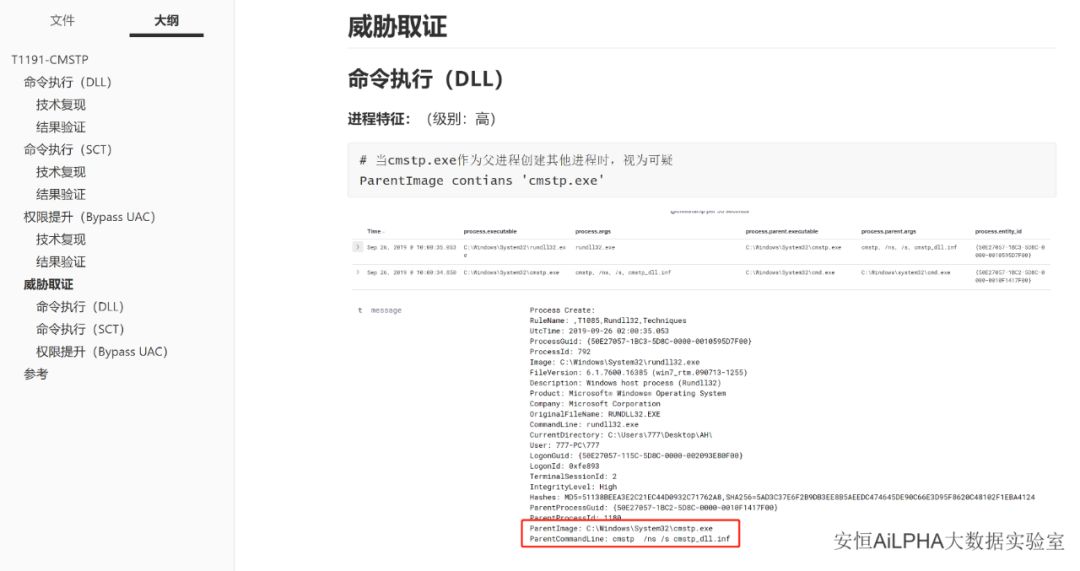 文件 大纲
T1191-CMSTP
命令执行（DLL）
技术复现
结果验证
命令执行（SCT）
技术复现
结果验证
权限提升（Bypass UAC）
技术复现
结果验证
威胁取证
命令执行（DLL）
命令执行（SCT）
权限提升（Bypass UAC）
参考
威胁取证
命令执行（DLL）
进程特征：（级别：高）
# 当cmstp.exe作为父进程创建其他进程时，视为可疑
ParentImage contians 'cmstp.exe'
Time process.executable process.args process.parent.executable process.parent.args process.entity_id
Sep 26, 2019 @ 10:00:35.053 C:\Windows\System32\rundll32.exe rundll32.exe C:\Windows\System32\cmstp.exe cmstp, /ns, /s, cmstp_dll.inf {50E27057-1BC3-5D8C-0000-0010595D7F00}
Sep 26, 2019 @ 10:00:34.850 C:\Windows\System32\cmstp.exe cmstp, /ns, /s, cmstp_dll.inf C:\Windows\System32\cmd.exe C:\Windows\system32\cmd.exe {50E27057-1BC2-5D8C-0000-0010F1417F00}
t message
Process Create:
RuleName: ,T1085,Rundll32,Techniques
UtcTime: 2019-09-26 02:00:35.053
ProcessGuid: {50E27057-1BC3-5D8C-0000-0010595D7F00}
ProcessId: 792
Image: C:\Windows\System32\rundll32.exe
FileVersion: 6.1.7600.16385 (win7_rtm.090713-1255)
Description: Windows host process (Rundll32)
Product: Microsoft® Windows® Operating System
Company: Microsoft Corporation
OriginalFileName: RUNDLL32.EXE
CommandLine: rundll32.exe
CurrentDirectory: C:\Users\777\Desktop\AH\
User: 777-PC\777
LogonGuid: {50E27057-115C-5D8C-0000-002093E80F00}
LogonId: 0xfe893
TerminalSessionId: 2
IntegrityLevel: High
Hashes: MD5=51138BEEA3E2C21EC44D0932C71762A8,SHA256=5AD3C37E6F2B9DB3EE8B5AEEDC474645DE90C66E3D95F8620C48102F1EBA4124
ParentProcessGuid: {50E27057-1BC2-5D8C-0000-0010F1417F00}
ParentProcessId: 1180
ParentImage: C:\Windows\System32\cmstp.exe
ParentCommandLine: cmstp /ns /s cmstp_dll.inf
安恒AiLPHA大数据实验室